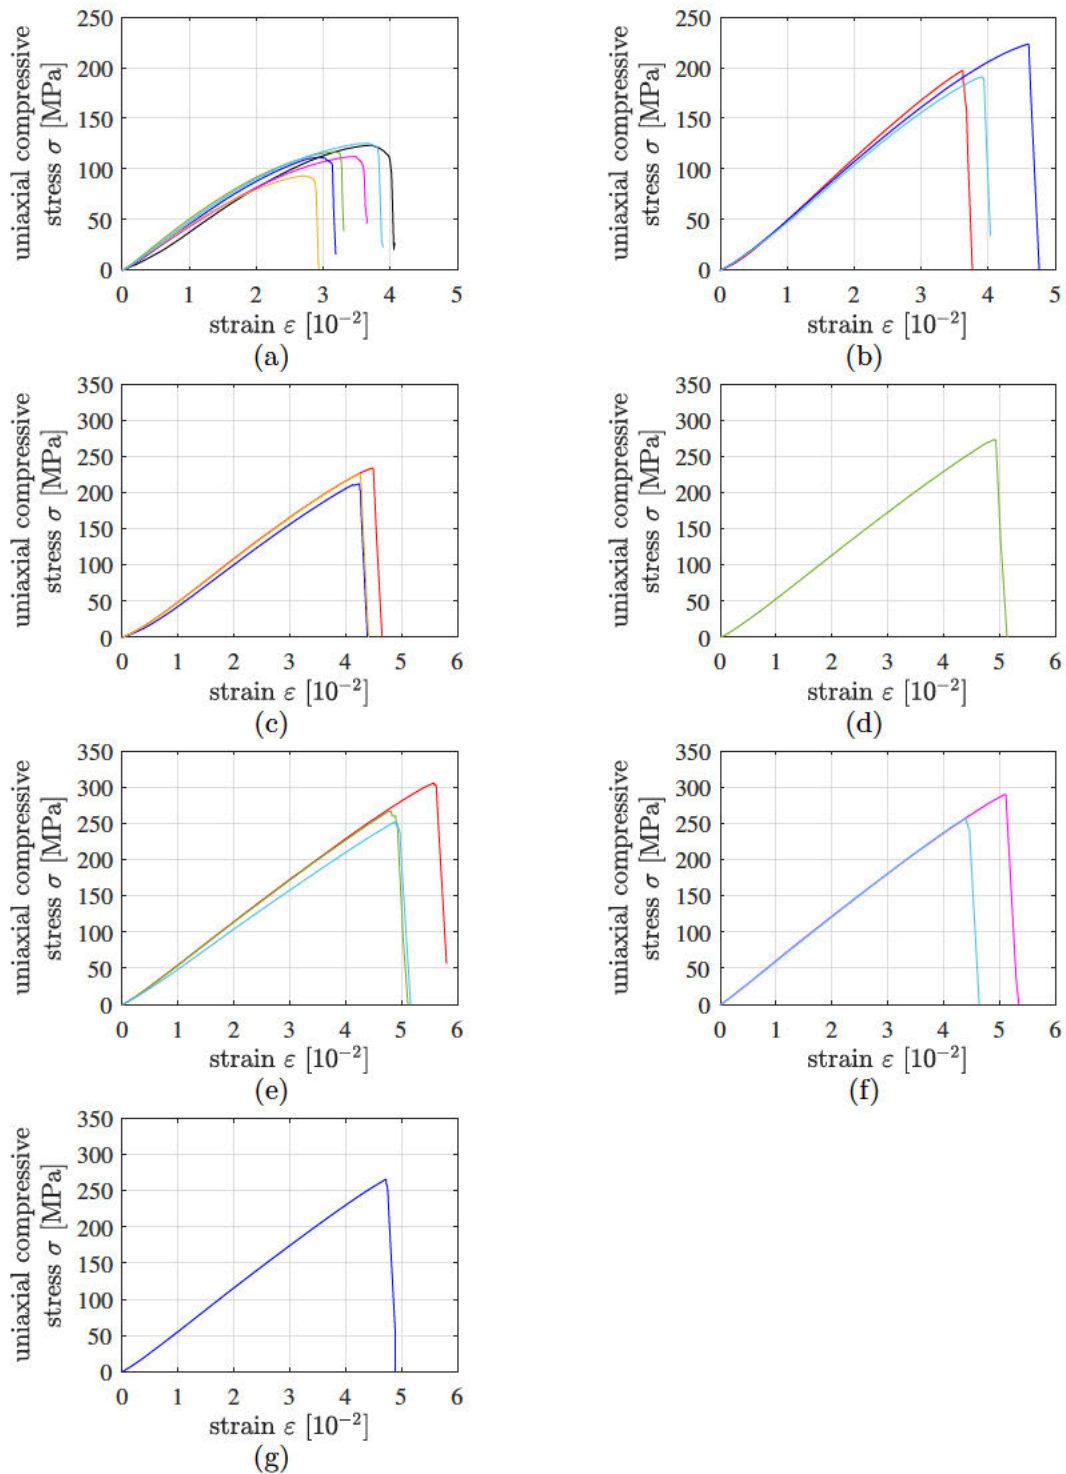 uniaxial compressive
stress σ [MPa]
250
200
150
100
50
0
0 1 2 3 4 5
strain ε [10⁻²]
(a)
uniaxial compressive
stress σ [MPa]
250
200
150
100
50
0
0 1 2 3 4 5
strain ε [10⁻²]
(b)
uniaxial compressive
stress σ [MPa]
350
300
250
200
150
100
50
0
0 1 2 3 4 5 6
strain ε [10⁻²]
(c)
uniaxial compressive
stress σ [MPa]
350
300
250
200
150
100
50
0
0 1 2 3 4 5 6
strain ε [10⁻²]
(d)
uniaxial compressive
stress σ [MPa]
350
300
250
200
150
100
50
0
0 1 2 3 4 5 6
strain ε [10⁻²]
(e)
uniaxial compressive
stress σ [MPa]
350
300
250
200
150
100
50
0
0 1 2 3 4 5 6
strain ε [10⁻²]
(f)
uniaxial compressive
stress σ [MPa]
350
300
250
200
150
100
50
0
0 1 2 3 4 5 6
strain ε [10⁻²]
(g)